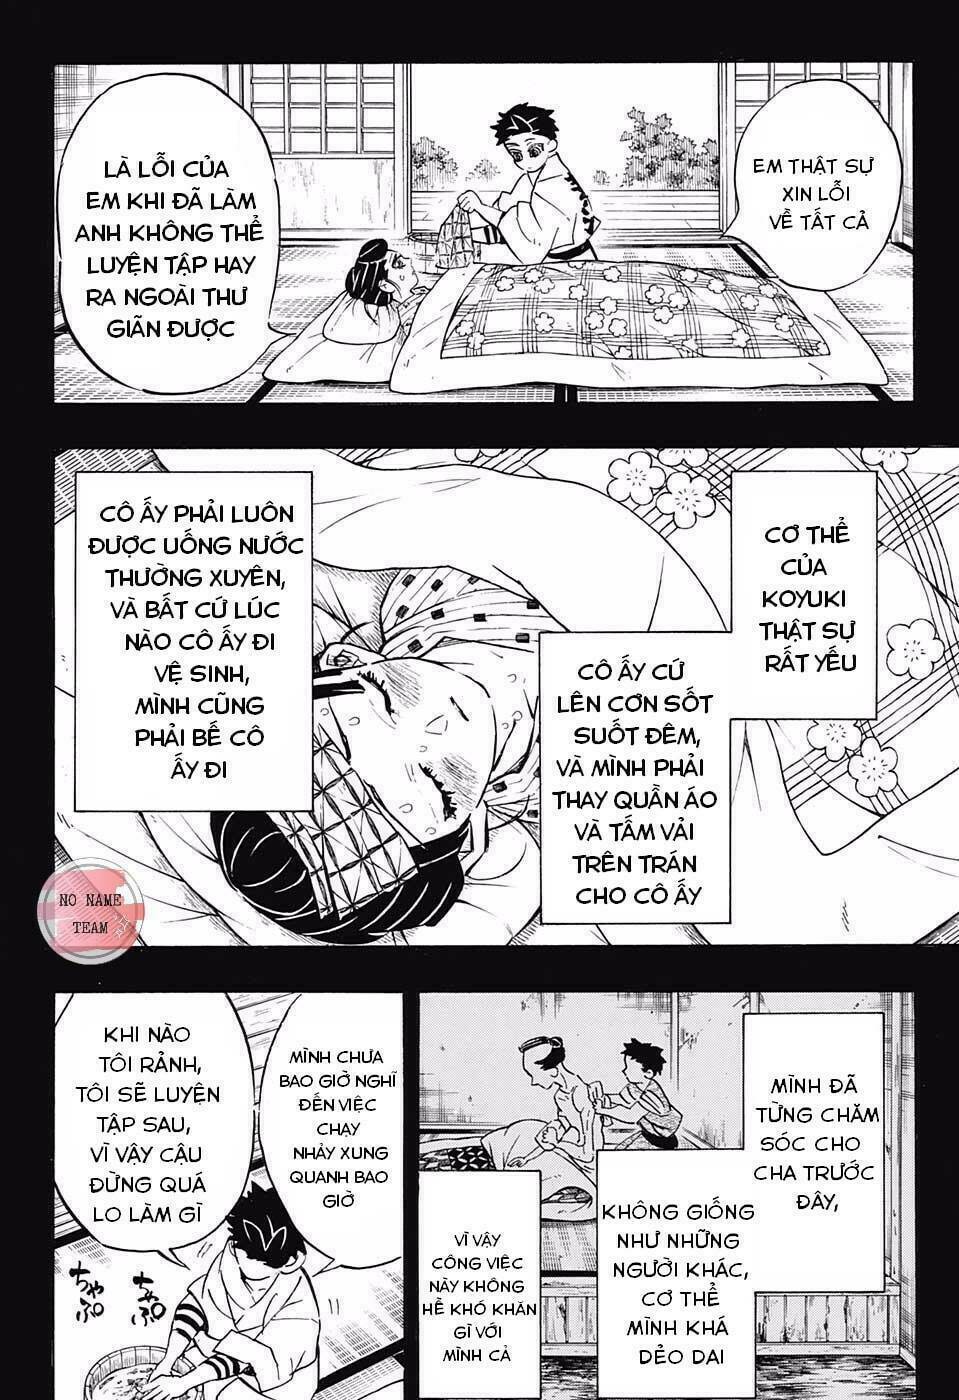 EM THẬT SỰ
XIN LỖI
VỀ TẤT CẢ
LÀ LỖI CỦA
EM KHI ĐÃ LÀM
ANH KHÔNG THỂ
LUYỆN TẬP HAY
RA NGOÀI THƯ
GIÃN ĐƯỢC
CƠ THỂ
CỦA
KOYUKI
THẬT SỰ
RẤT YẾU
CÔ ẤY CỨ
LÊN CƠN SỐT
SUỐT ĐÊM,
VÀ MÌNH PHẢI
THAY QUẦN ÁO
VÀ TẤM VẢI
TRÊN TRÁN
CHO CÔ ẤY
CÔ ẤY PHẢI LUÔN
ĐƯỢC UỐNG NƯỚC
THƯỜNG XUYÊN,
VÀ BẤT CỨ LÚC
NÀO CÔ ẤY ĐI
VỆ SINH,
MÌNH CŨNG
PHẢI BẾ CÔ
ẤY ĐI
NO NAME
TEAM
MÌNH ĐÃ
TỪNG CHĂM
SÓC CHO
CHA TRƯỚC
ĐÂY,
KHÔNG GIỐNG
NHƯ NHỮNG
NGƯỜI KHÁC,
CƠ THỂ
MÌNH KHÁ
DẺO DAI
VÌ VẬY
CÔNG VIỆC
NÀY KHÔNG
HỀ KHÓ KHĂN
GÌ VỚI
MÌNH CẢ
MÌNH CHƯA
BAO GIỜ NGHĨ
ĐẾN VIỆC
CHẠY
NHẢY XUNG
QUANH BAO
GIỜ
KHI NÀO
TÔI RẢNH,
TÔI SẼ LUYỆN
TẬP SAU,
VÌ VẬY CẬU
ĐỪNG QUÁ
LO LÀM GÌ
ちゃぷ
ちゃぷ